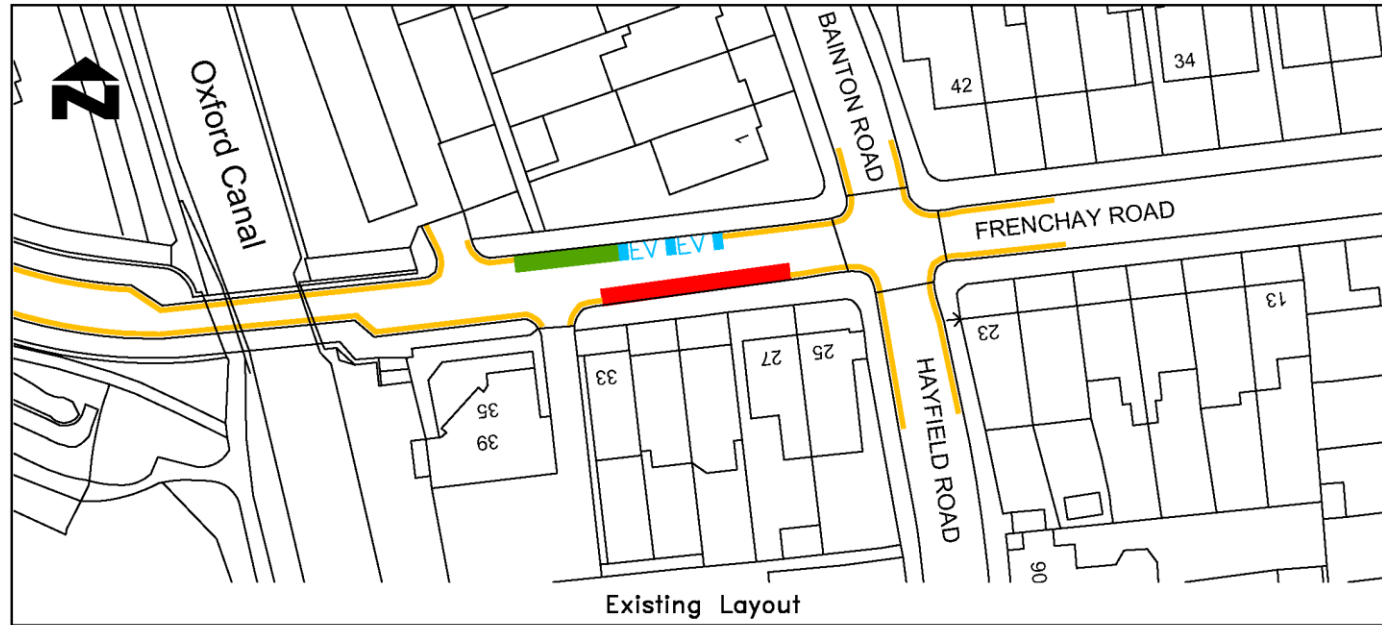 N
Oxford Canal
BAINTON ROAD
42
34
1
EV EV
FRENCHAY ROAD
33
27
25
23
13
35
39
HAYFIELD ROAD
90
Existing Layout